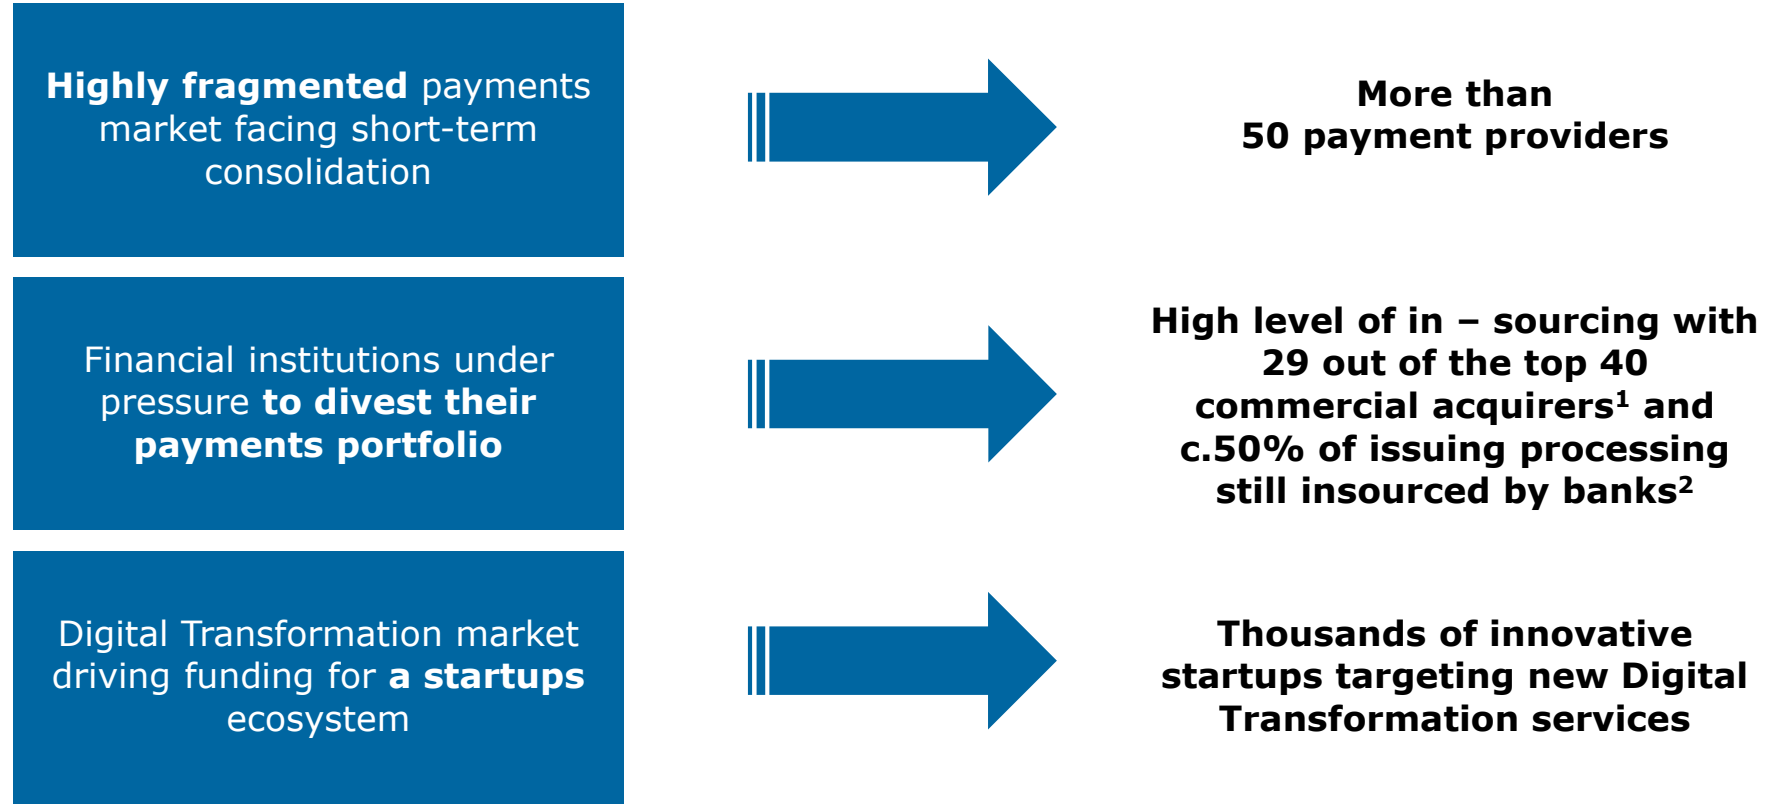 Highly fragmented payments
market facing short-term
consolidation
More than
50 payment providers
Financial institutions under
pressure to divest their
payments portfolio
High level of in – sourcing with
29 out of the top 40
commercial acquirers¹ and
c.50% of issuing processing
still insourced by banks²
Digital Transformation market
driving funding for a startups
ecosystem
Thousands of innovative
startups targeting new Digital
Transformation services